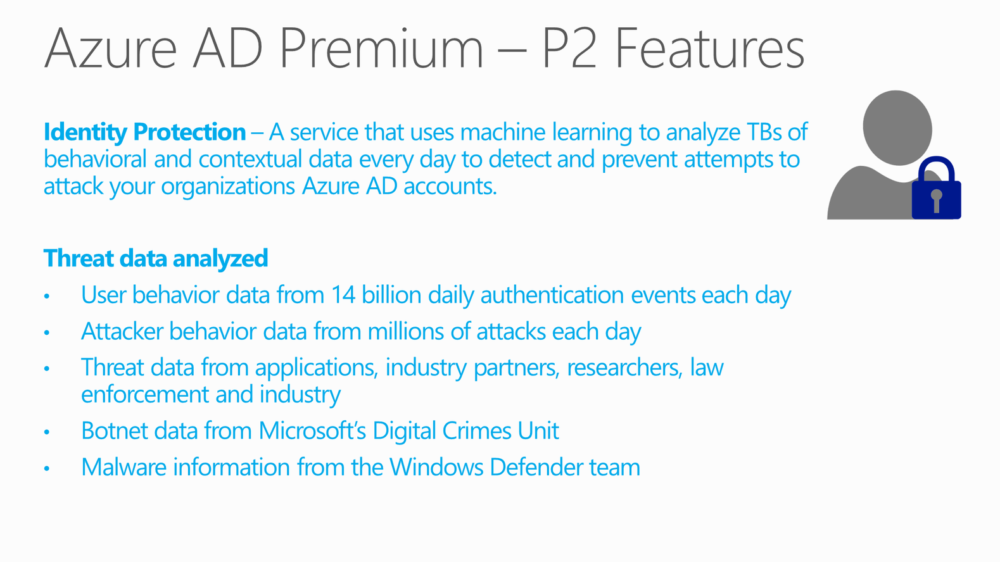 Azure AD Premium – P2 Features
Identity Protection – A service that uses machine learning to analyze TBs of
behavioral and contextual data every day to detect and prevent attempts to
attack your organizations Azure AD accounts.
Threat data analyzed
• User behavior data from 14 billion daily authentication events each day
• Attacker behavior data from millions of attacks each day
• Threat data from applications, industry partners, researchers, law
enforcement and industry
• Botnet data from Microsoft’s Digital Crimes Unit
• Malware information from the Windows Defender team